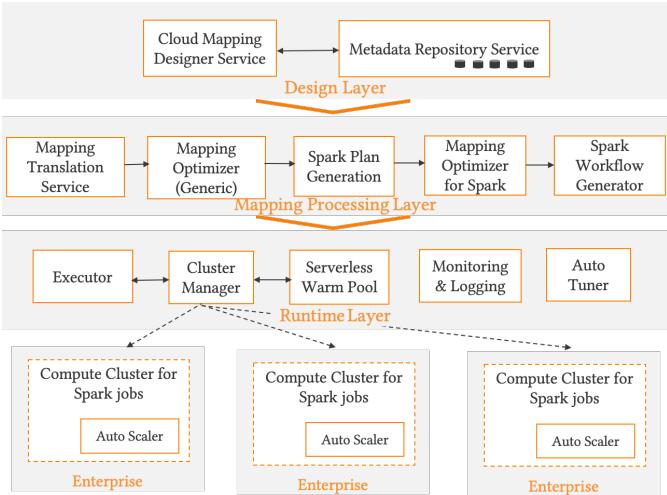 Cloud Mapping
Designer Service
Metadata Repository Service
Design Layer
Mapping
Translation
Service
Mapping
Optimizer
(Generic)
Spark Plan
Generation
Mapping
Optimizer
for Spark
Spark
Workflow
Generator
Mapping Processing Layer
Executor
Cluster
Manager
Serverless
Warm Pool
Monitoring
& Logging
Auto
Tuner
Runtime Layer
Compute Cluster for
Spark jobs
Auto Scaler
Enterprise
Compute Cluster for
Spark jobs
Auto Scaler
Enterprise
Compute Cluster for
Spark jobs
Auto Scaler
Enterprise